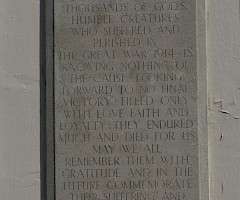 THOUSANDS OF GODS
HUMBLE CREATURES
WHO SUFFERED AND
PERISHED IN
THE GREAT WAR 1914-18
KNOWING NOTHING OF
THE CAUSE LOOKING
FORWARD TO NO FINAL
VICTORY FILLED ONLY
WITH LOVE FAITH AND
LOYALTY THEY ENDURED
MUCH AND DIED FOR US
MAY WE ALL
REMEMBER THEM WITH
GRATITUDE AND IN THE
FUTURE COMMEMORATE
THEIR SUFFERING AND